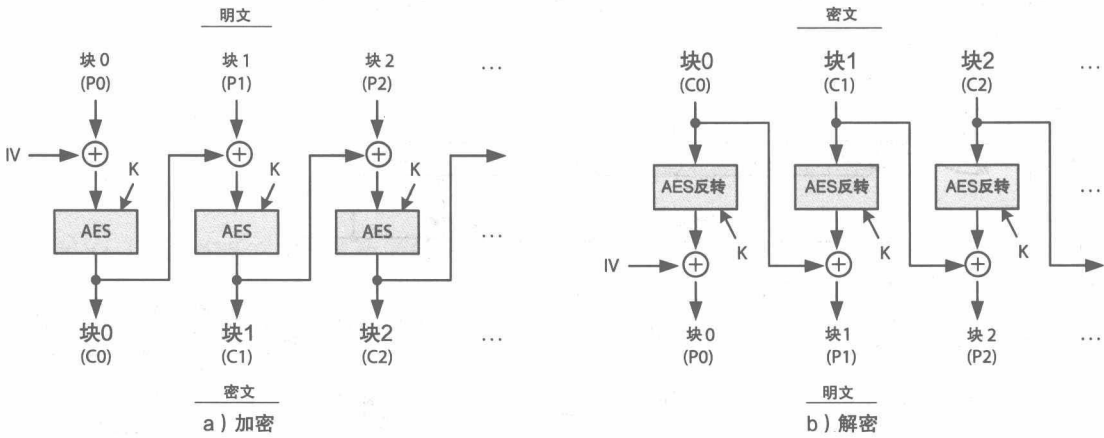 明文
块 0 块 1 块 2 ...
(P0) (P1) (P2)
IV
K K K
AES AES AES ...
块0 块1 块2 ...
(C0) (C1) (C2)
密文
a ) 加密
密文
块0 块1 块2 ...
(C0) (C1) (C2)
AES反转 AES反转 AES反转 ...
K K K
IV
块 0 块 1 块 2 ...
(P0) (P1) (P2)
明文
b ) 解密